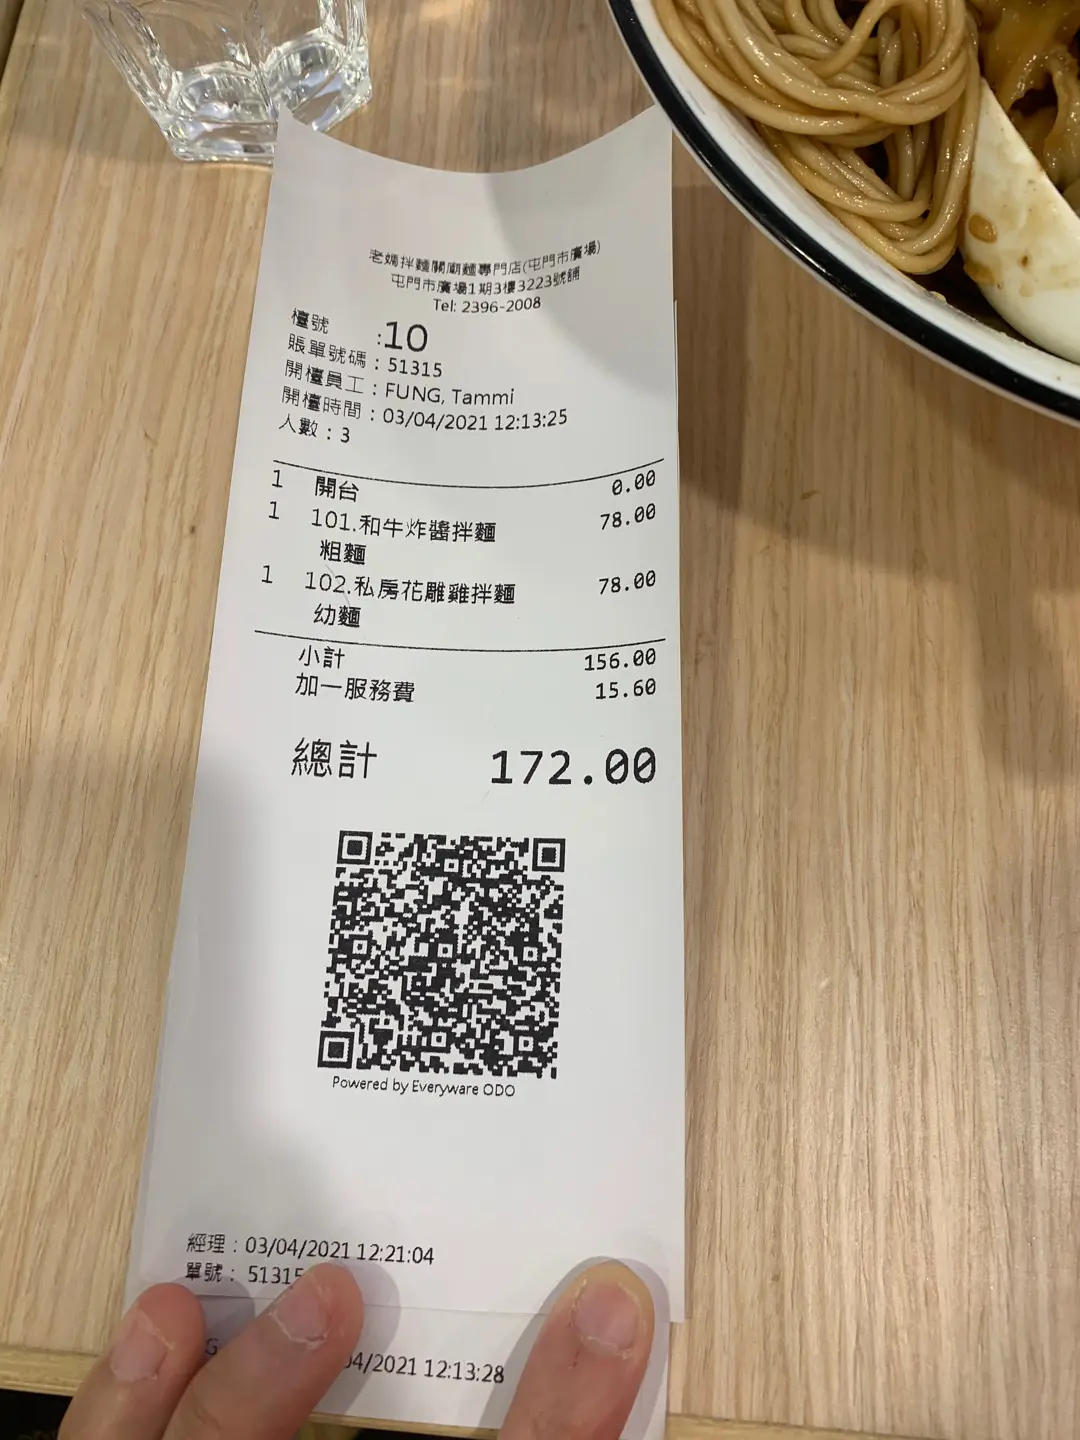 老媽拌麵關廟麵專門店(屯門市廣場)
屯門市廣場1期3樓3223號舖
Tel: 2396-2008
檯號 :10
賬單號碼 : 51315
開檯員工 : FUNG, Tammi
開檯時間 : 03/04/2021 12:13:25
人數 : 3
1 開台 0.00
1 101.和牛炸醬拌麵 78.00
粗麵
1 102.私房花雕雞拌麵 78.00
幼麵
小計 156.00
加一服務費 15.60
總計 172.00
Powered by Everyware ODO
經理 : 03/04/2021 12:21:04
單號 : 51315
04/2021 12:13:28